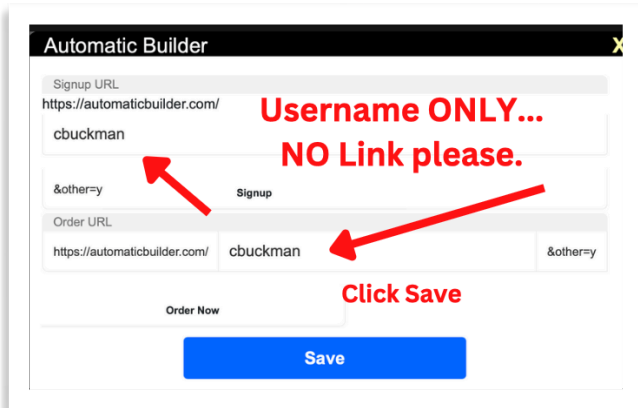 Automatic Builder X
Signup URL
https://automaticbuilder.com/
Username ONLY...
NO Link please.
cbuckman
&other=y Signup
Order URL
https://automaticbuilder.com/ cbuckman &other=y
Click Save
Order Now
Save